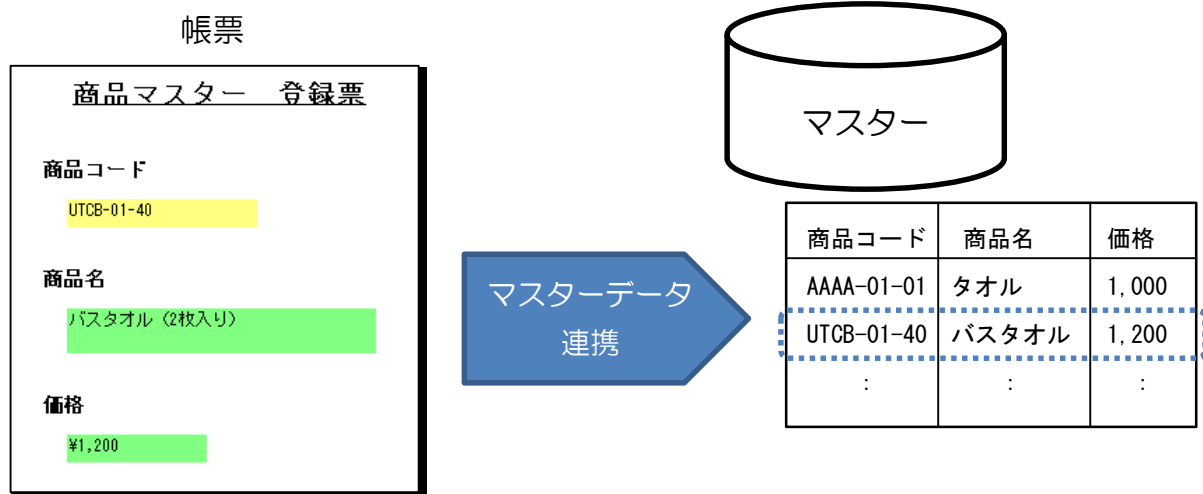 帳票
商品マスター　登録票
商品コード
UTCB-01-40
商品名
バスタオル（2枚入り）
価格
¥1,200
マスターデータ
連携
マスター
商品コード 商品名 価格
AAAA-01-01 タオル 1,000
UTCB-01-40 バスタオル 1,200
: : :